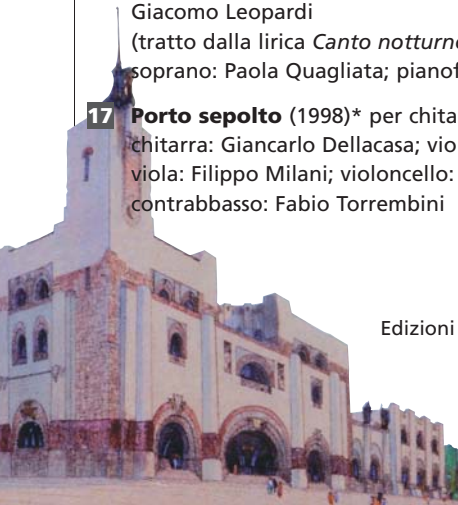 Giacomo Leopardi
(tratto dalla lirica Canto notturno
soprano: Paola Quagliata; pianof
17 Porto sepolto (1998)* per chita
chitarra: Giancarlo Dellacasa; vio
viola: Filippo Milani; violoncello:
contrabbasso: Fabio Torrembini
Edizioni